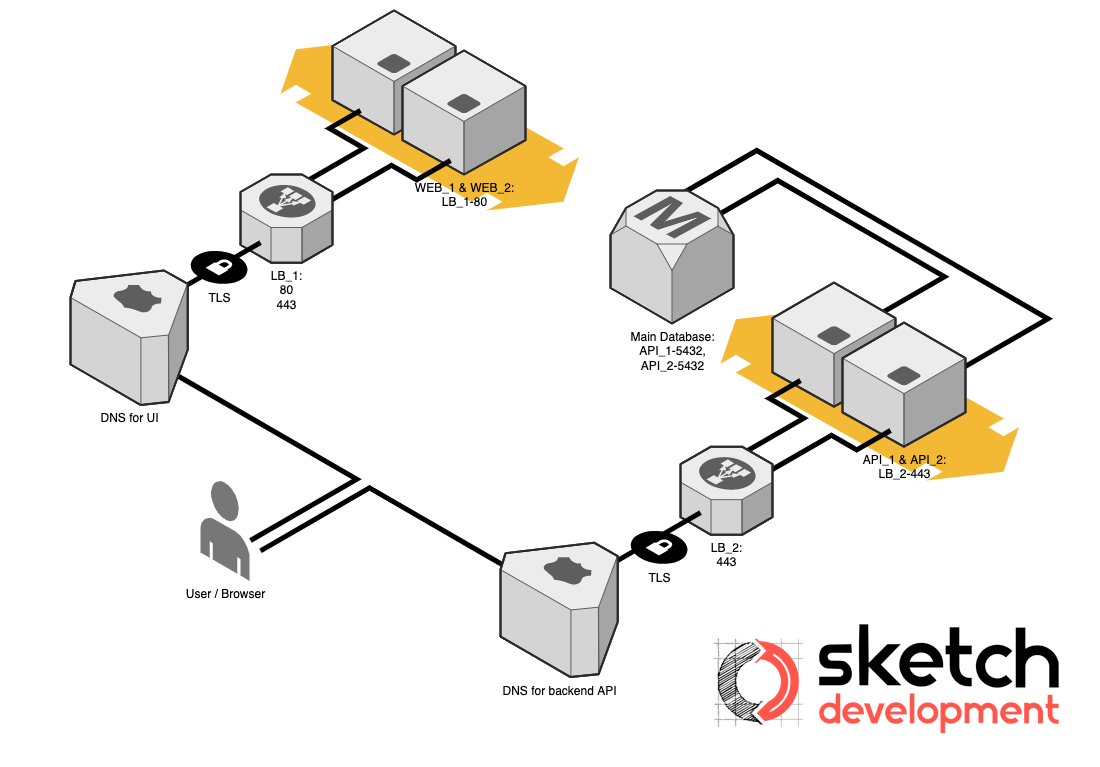 WEB_1 & WEB_2:
LB_1-80
LB_1:
80
443
TLS
M
Main Database:
API_1-5432,
API_2-5432
DNS for UI
API_1 & API_2:
LB_2-443
LB_2:
443
TLS
User / Browser
DNS for backend API
sketch
development